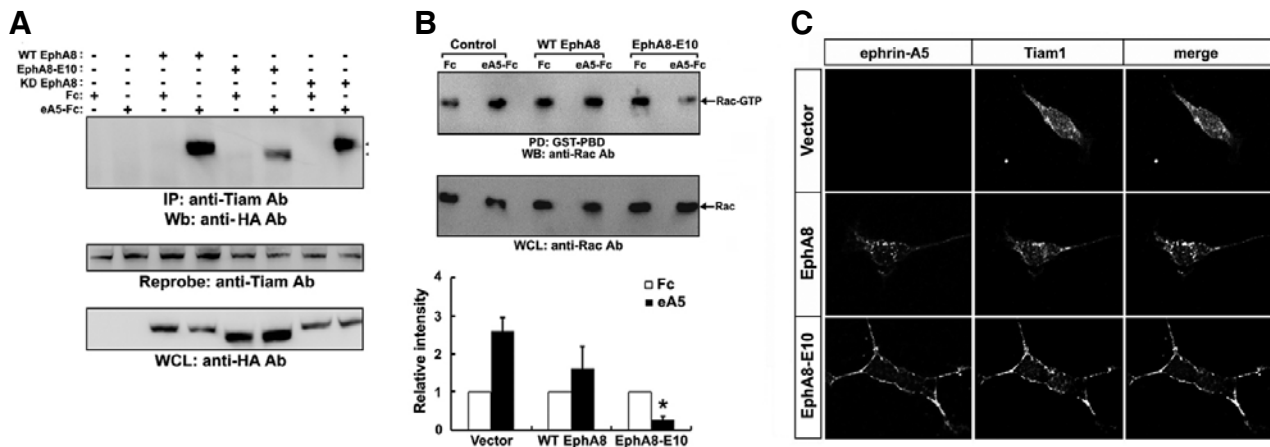 A
WT EphA8: - - + + - - - -
EphA8-E10: - - - - + + - -
KD EphA8: - - - - - - + +
Fc: + - + - + - + -
eA5-Fc: - + - + - + - +
IP: anti-Tiam Ab
Wb: anti-HA Ab
Reprobe: anti-Tiam Ab
WCL: anti-HA Ab
B
Control WT EphA8 EphA8-E10
Fc eA5-Fc Fc eA5-Fc Fc eA5-Fc
←Rac-GTP
PD: GST-PBD
WB: anti-Rac Ab
←Rac
WCL: anti-Rac Ab
Relative intensity
4
3
2
1
0
□ Fc
■ eA5
*
Vector WT EphA8 EphA8-E10
C
ephrin-A5 Tiam1 merge
Vector
EphA8
EphA8-E10